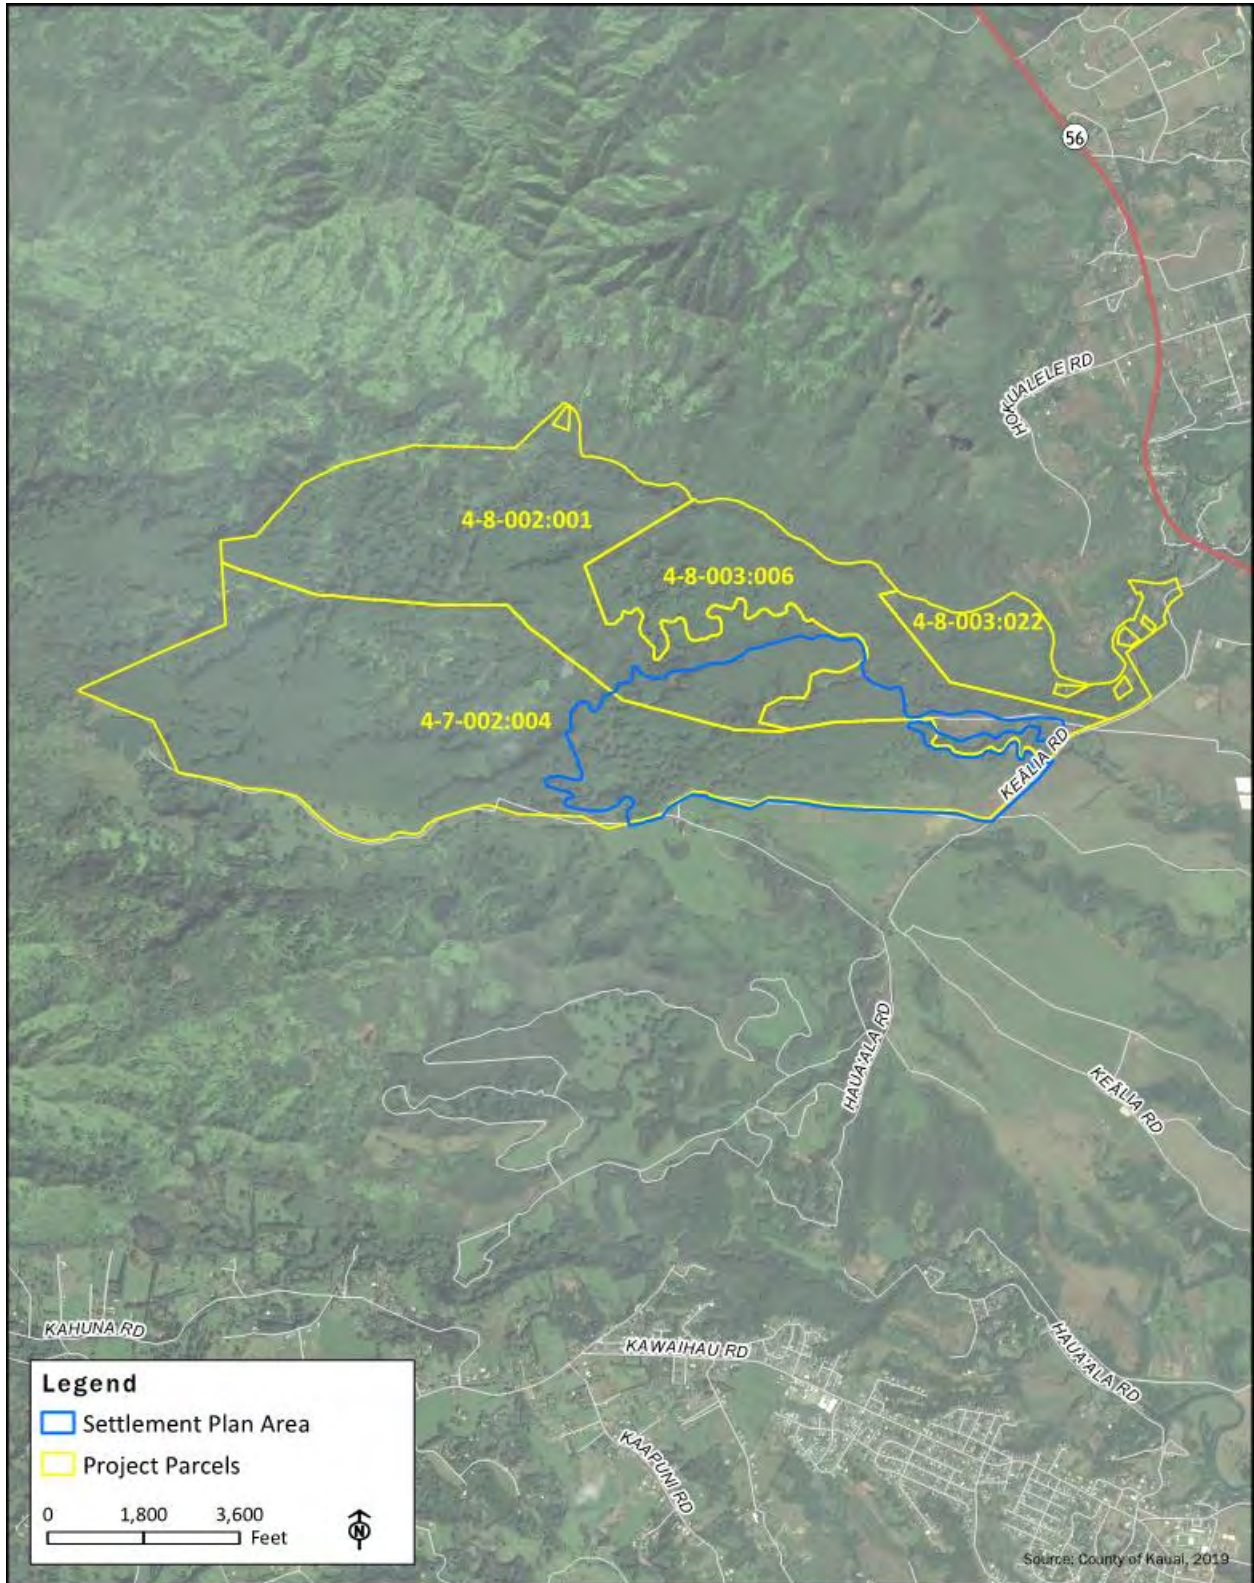 56
HOKUALELE RD
4-8-002:001
4-8-003:006
4-8-003:022
4-7-002:004
KEĀLIA RD
HAUA'ALA RD
KEĀLIA RD
KAHUNA RD
KAWAIHAU RD
HAUA'ALA RD
KAAPUNI RD
Legend
Settlement Plan Area
Project Parcels
0 1,800 3,600
Feet
N
Source: County of Kauai, 2019